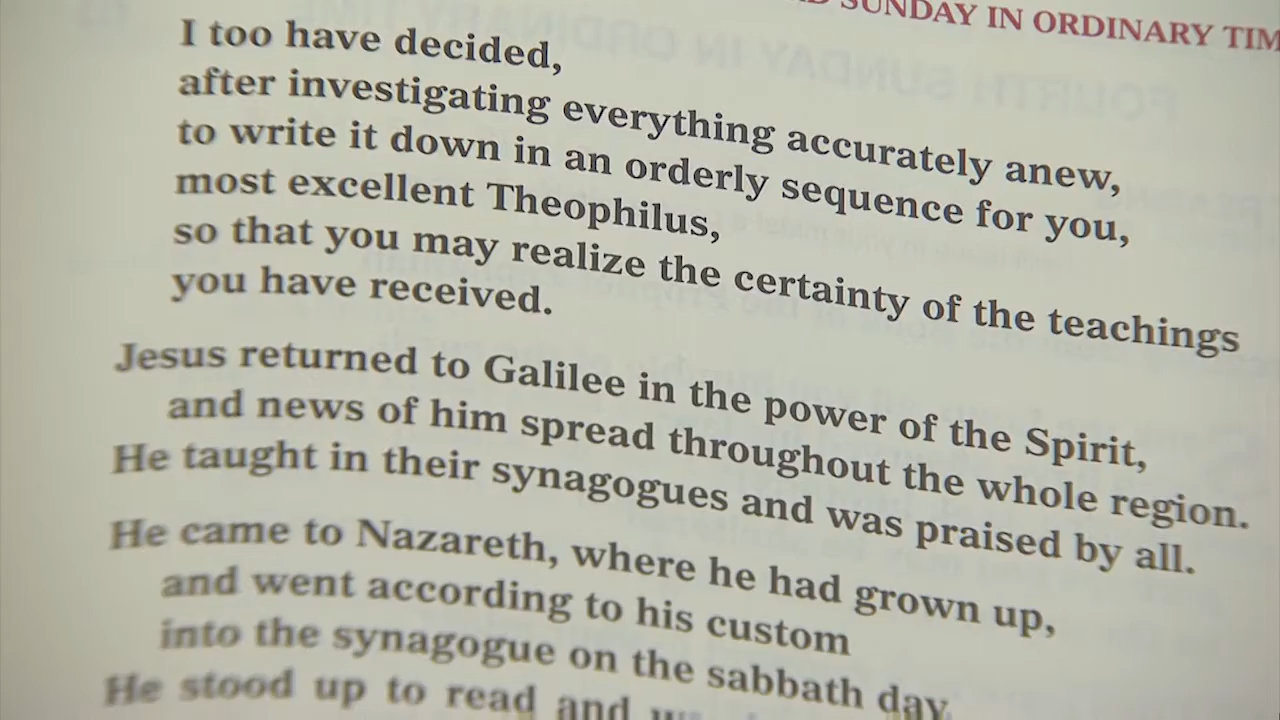 SUNDAY IN ORDINARY TIM
I too have decided,
after investigating everything accurately anew,
to write it down in an orderly sequence for you,
most excellent Theophilus,
so that you may realize the certainty of the teachings
you have received.
Jesus returned to Galilee in the power of the Spirit,
and news of him spread throughout the whole region.
He taught in their synagogues and was praised by all.
He came to Nazareth, where he had grown up,
and went according to his custom
into the synagogue on the sabbath day.
He stood up to read and